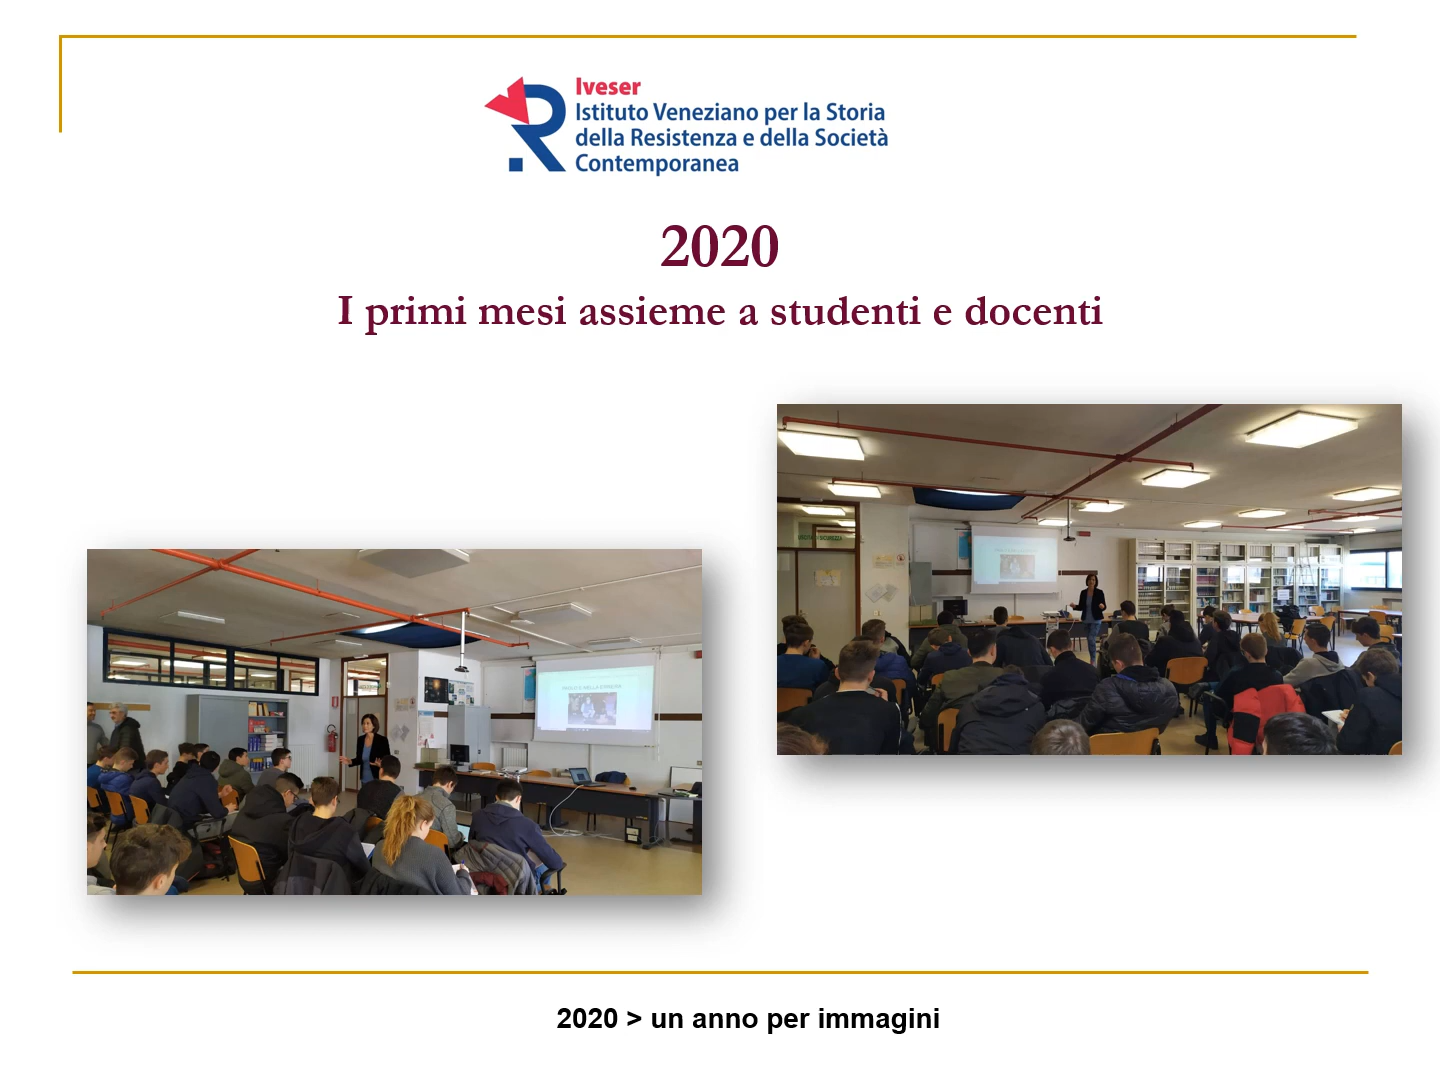 Iveser
Istituto Veneziano per la Storia
della Resistenza e della Società
Contemporanea
2020
I primi mesi assieme a studenti e docenti
2020 > un anno per immagini